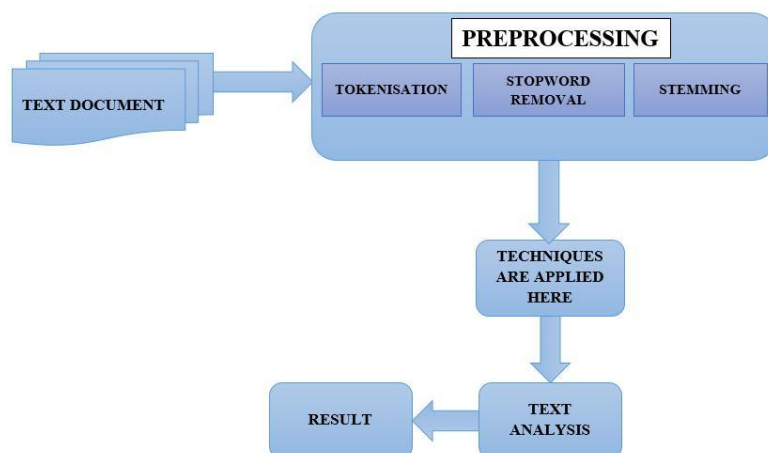 TEXT DOCUMENT
PREPROCESSING
TOKENISATION
STOPWORD
REMOVAL
STEMMING
TECHNIQUES
ARE APPLIED
HERE
RESULT
TEXT
ANALYSIS